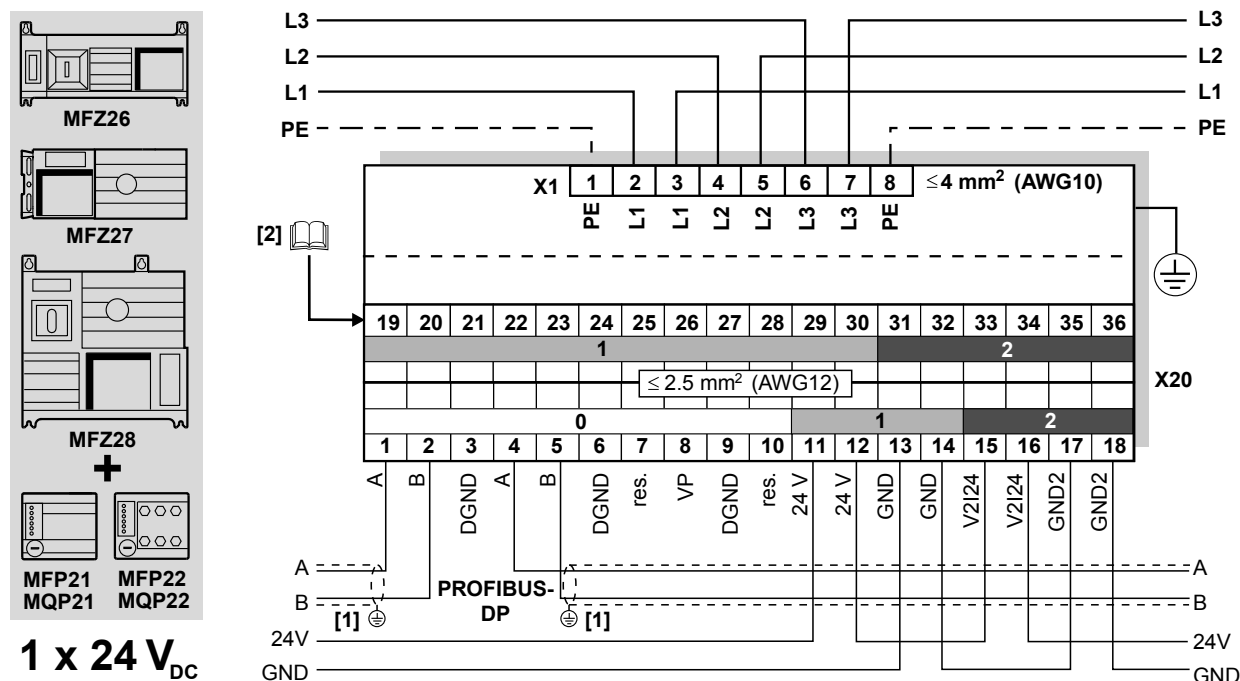 MFZ26
MFZ27
MFZ28
+
MFP21 MFP22
MQP21 MQP22
1 x 24 V DC
L3 L3
L2 L2
L1 L1
PE PE
X1 1 2 3 4 5 6 7 8 ≤4 mm² (AWG10)
PE L1 L1 L2 L2 L3 L3 PE
[2]
19 20 21 22 23 24 25 26 27 28 29 30 31 32 33 34 35 36
1 2
≤ 2.5 mm² (AWG12) X20
0 1 2
1 2 3 4 5 6 7 8 9 10 11 12 13 14 15 16 17 18
A B DGND A B DGND res. VP DGND res. 24 V 24 V GND GND V2I24 V2I24 GND2 GND2
A A
B PROFIBUS- B
[1] DP [1]
24V 24V
GND GND